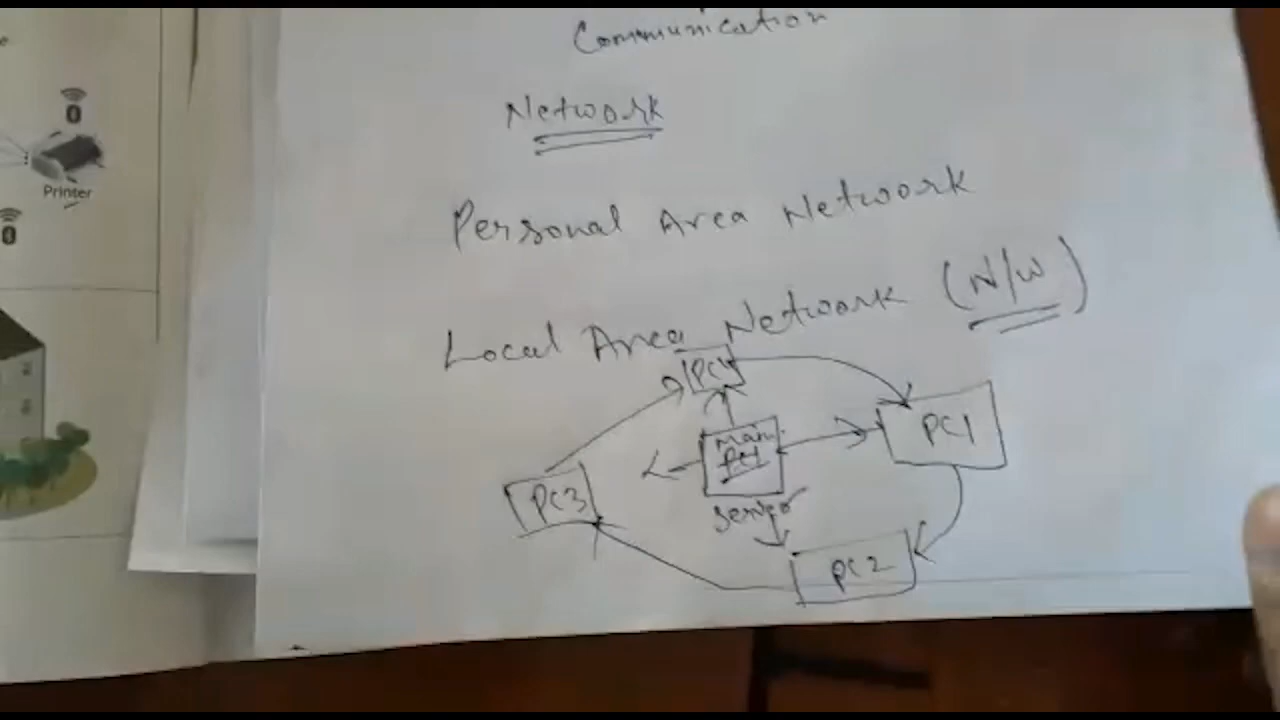 Communication
Network
Personal Area Network
Local Area Network (N/W)
PC4
PC1
main
PC3
server
PC2
Printer